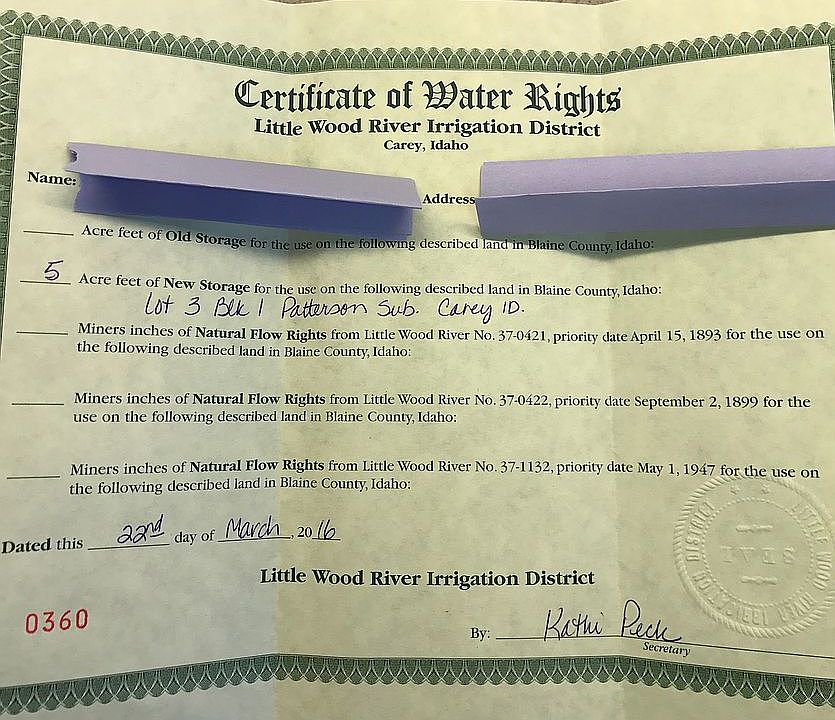 Certificate of Water Rights
Little Wood River Irrigation District
Carey, Idaho
Name: Address
Acre feet of Old Storage for the use on the following described land in Blaine County, Idaho:
5 Acre feet of New Storage for the use on the following described land in Blaine County, Idaho:
Lot 3 Blk 1 Patterson Sub. Carey ID.
Miners inches of Natural Flow Rights from Little Wood River No. 37-0421, priority date April 15, 1893 for the use on
the following described land in Blaine County, Idaho:
Miners inches of Natural Flow Rights from Little Wood River No. 37-0422, priority date September 2, 1899 for the
use on the following described land in Blaine County, Idaho:
Miners inches of Natural Flow Rights from Little Wood River No. 37-1132, priority date May 1, 1947 for the use on
the following described land in Blaine County, Idaho:
Dated this 22nd day of March, 2016
Little Wood River Irrigation District
0360
By: Kathi Peck
Secretary
DISTRICT LITTLE WOOD
SEAL